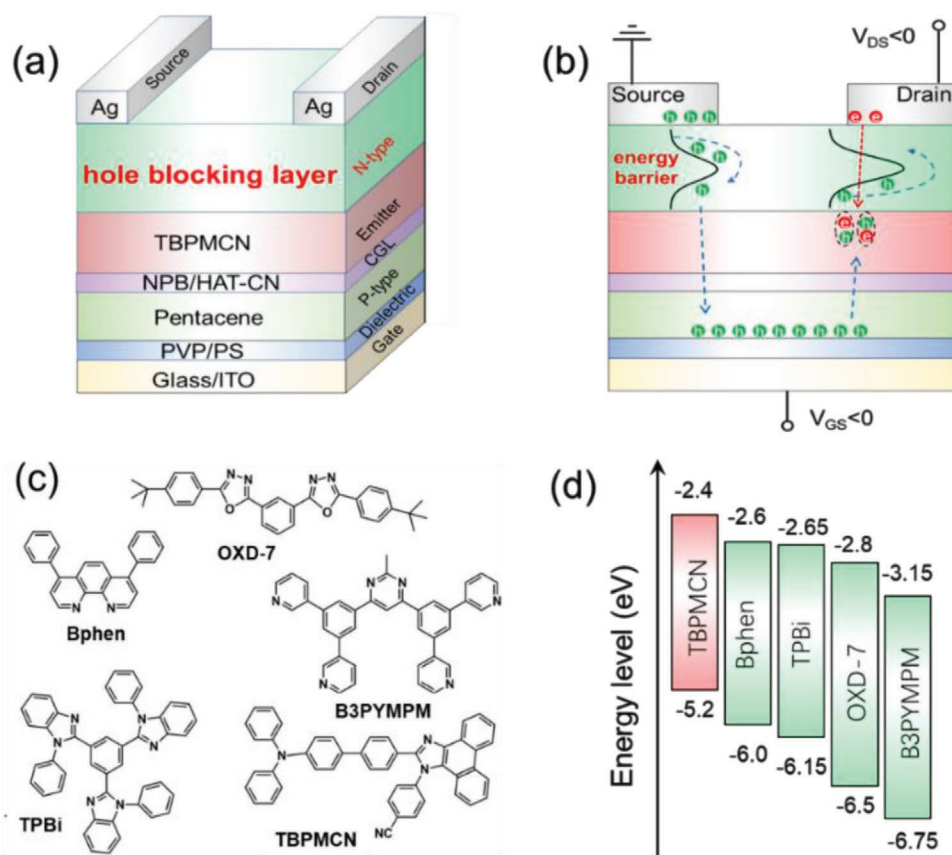 (a)
Source
Drain
Ag
Ag
N-type
hole blocking layer
Emitter
TBPMCN
CGL
NPB/HAT-CN
P-type
Pentacene
Dielectric
PVP/PS
Gate
Glass/ITO
(b)
V_DS<0
Source
Drain
h h h
e e
h
h
h
h
h
energy
barrier
e h
h e
h h h h h h h h h
V_GS<0
(c)
N-N
N-N
O
O
OXD-7
N
N
Bphen
N
N
N
N
N
N
B3PYMPM
N
N
N
N
N
N
TPBi
N
N
N
NC
TBPMCN
(d)
Energy level (eV)
-2.4
-2.6
-2.65
-2.8
-3.15
TBPMCN
Bphen
TPBi
OXD-7
B3PYMPM
-5.2
-6.0
-6.15
-6.5
-6.75